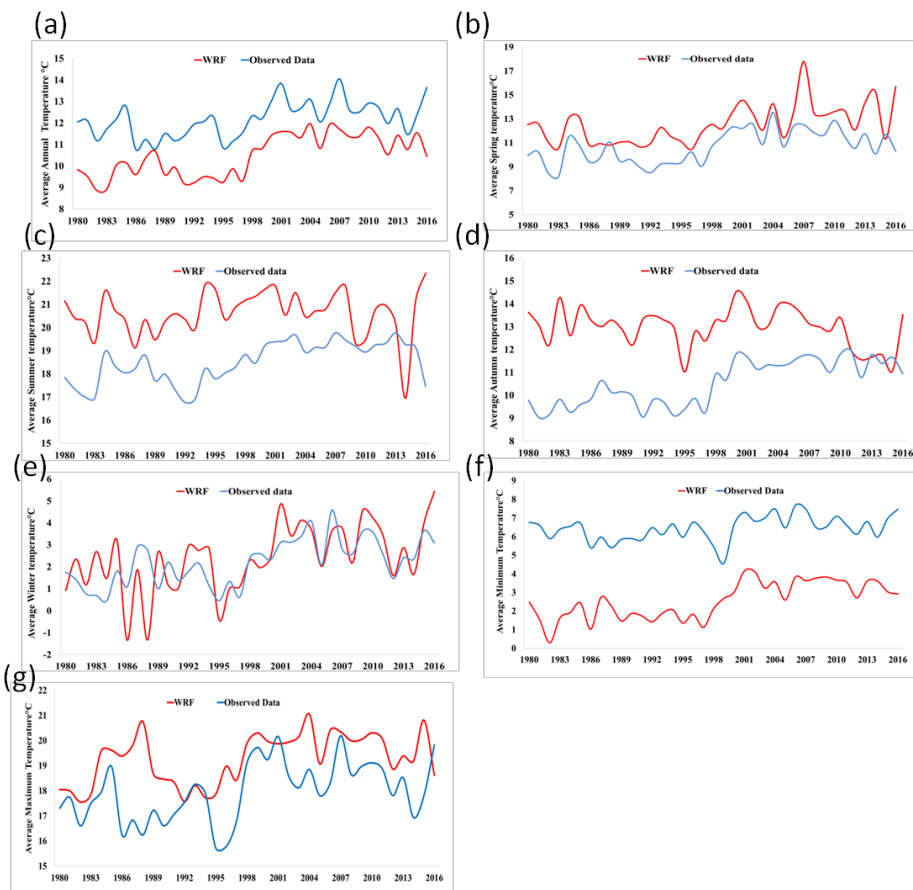 (a)
Average Annual Temperature °C
WRF
Observed Data
15
14
13
12
11
10
9
8
1980 1983 1986 1989 1992 1995 1998 2001 2004 2007 2010 2013 2016
(b)
Average Spring temperature°C
WRF
Observed data
19
17
15
13
11
9
7
5
1980 1983 1986 1989 1992 1995 1998 2001 2004 2007 2010 2013 2016
(c)
Average Summer temperature°C
WRF
Observed data
23
22
21
20
19
18
17
16
15
1980 1983 1986 1989 1992 1995 1998 2001 2004 2007 2010 2013 2016
(d)
Average Autumn temperature°C
WRF
Observed data
16
15
14
13
12
11
10
9
8
1980 1983 1986 1989 1992 1995 1998 2001 2004 2007 2010 2013 2016
(e)
Average Winter temperature°C
WRF
Observed data
6
5
4
3
2
1
0
-1
-2
1980 1983 1986 1989 1992 1995 1998 2001 2004 2007 2010 2013 2016
(f)
Average Minimum Temperature°C
WRF
Observed Data
9
8
7
6
5
4
3
2
1
0
1980 1983 1986 1989 1992 1995 1998 2001 2004 2007 2010 2013 2016
(g)
Average Maximum Temperature°C
WRF
Observed Data
22
21
20
19
18
17
16
15
1980 1983 1986 1989 1992 1995 1998 2001 2004 2007 2010 2013 2016